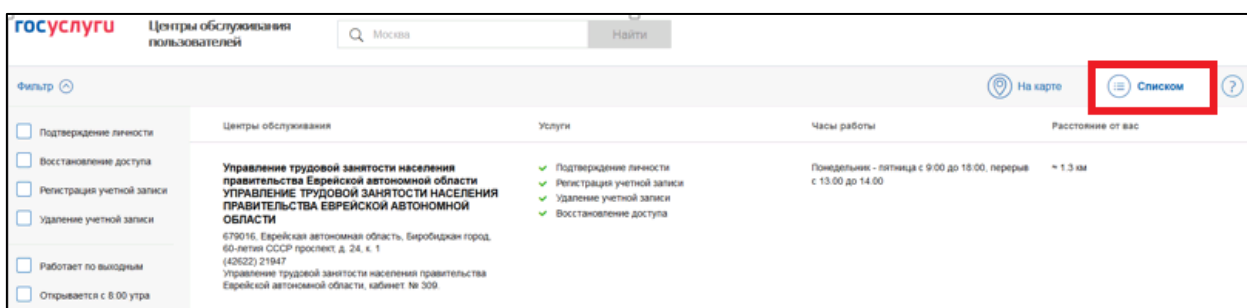 госуслуги
Центры обслуживания
пользователей
Москва
Найти
Фильтр
На карте
Списком
?
Подтверждение личности
Восстановление доступа
Регистрация учетной записи
Удаление учетной записи
Работает по выходным
Открывается с 8:00 утра
Центры обслуживания
Услуги
Часы работы
Расстояние от вас
Управление трудовой занятости населения
правительства Еврейской автономной области
УПРАВЛЕНИЕ ТРУДОВОЙ ЗАНЯТОСТИ НАСЕЛЕНИЯ
ПРАВИТЕЛЬСТВА ЕВРЕЙСКОЙ АВТОНОМНОЙ
ОБЛАСТИ
679016, Еврейская автономная область, Биробиджан город,
60-летия СССР проспект, д. 24, к. 1
(42622) 21947
Управление трудовой занятости населения правительства
Еврейской автономной области, кабинет № 309.
Подтверждение личности
Регистрация учетной записи
Удаление учетной записи
Восстановление доступа
Понедельник - пятница с 9:00 до 18:00, перерыв
с 13.00 до 14.00
~ 1.3 км